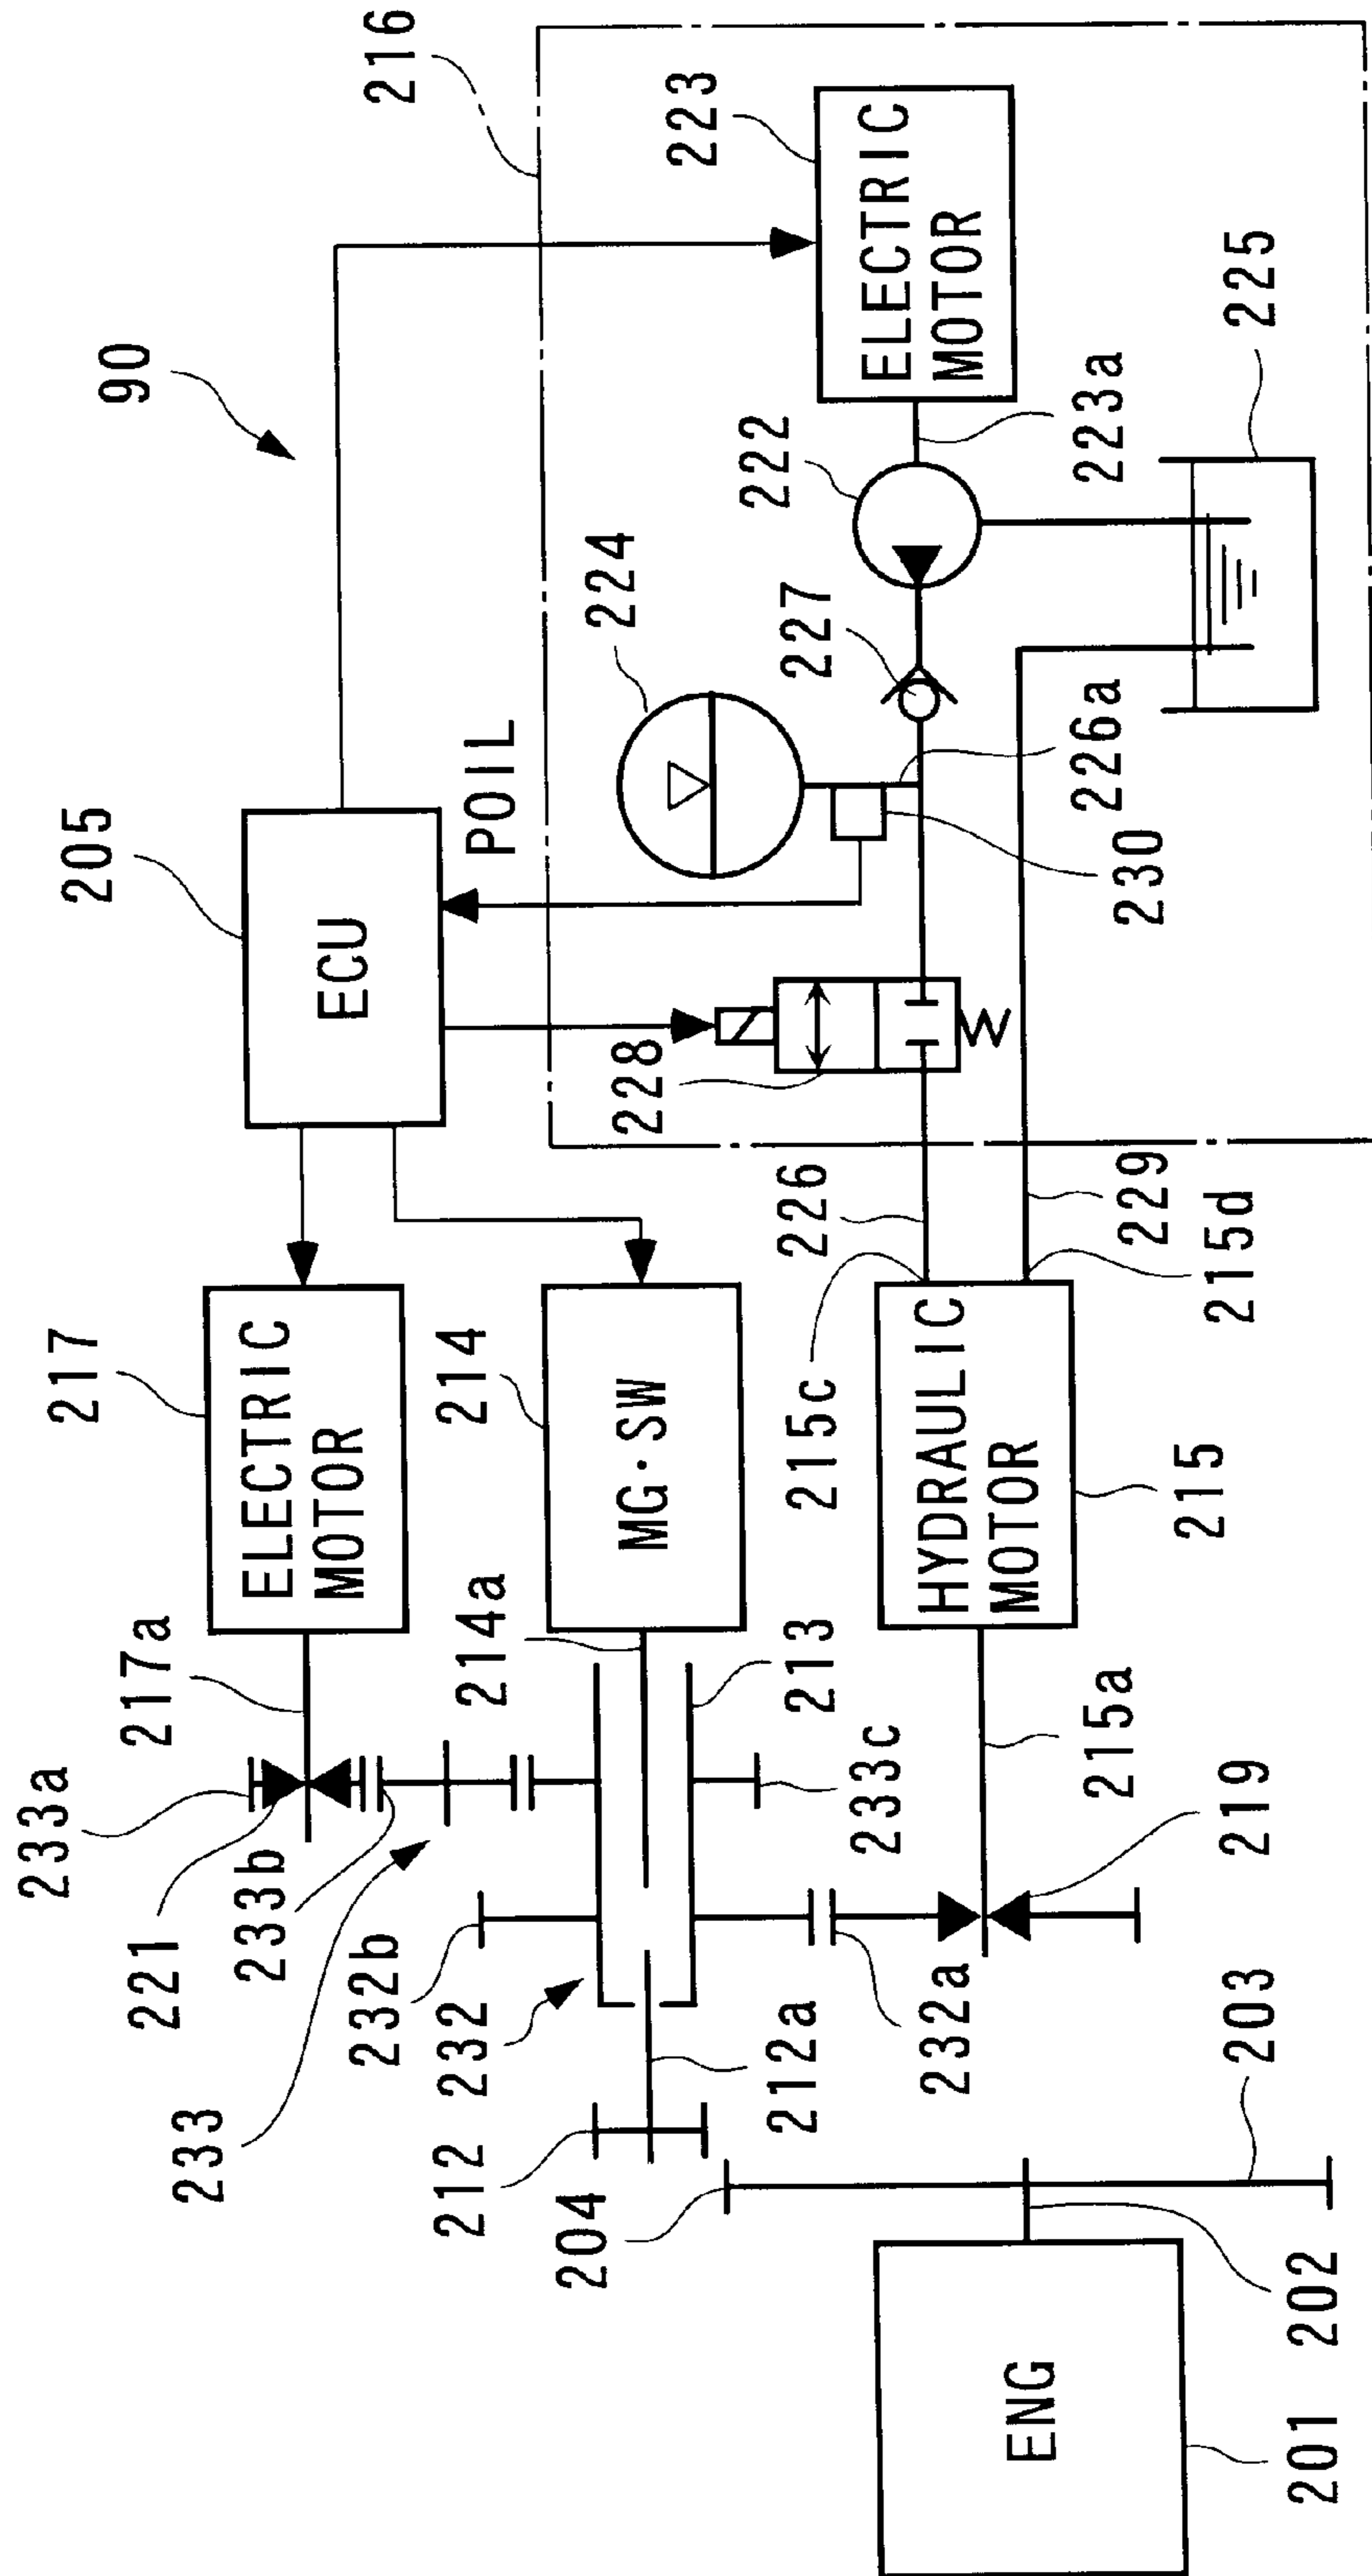 233a
217
205
90
221
217a
233
233b
ELECTRIC
MOTOR
ECU
216
232b
212
232
214a
214
POIL
204
MG·SW
228
224
223
212a
213
215c
226
227
222
233c
232a
HYDRAULIC
MOTOR
ELECTRIC
MOTOR
ENG
215a
226a
223a
229
230
203
219
215
215d
225
201
202